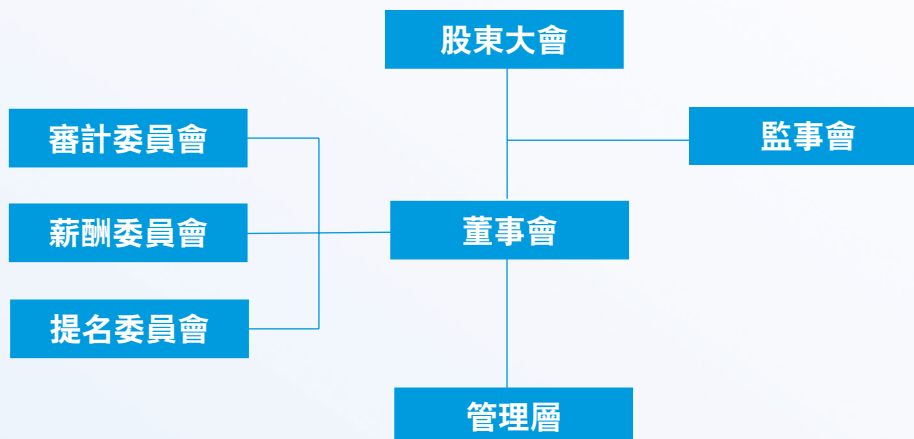 股東大會
審計委員會
監事會
薪酬委員會
董事會
提名委員會
管理層